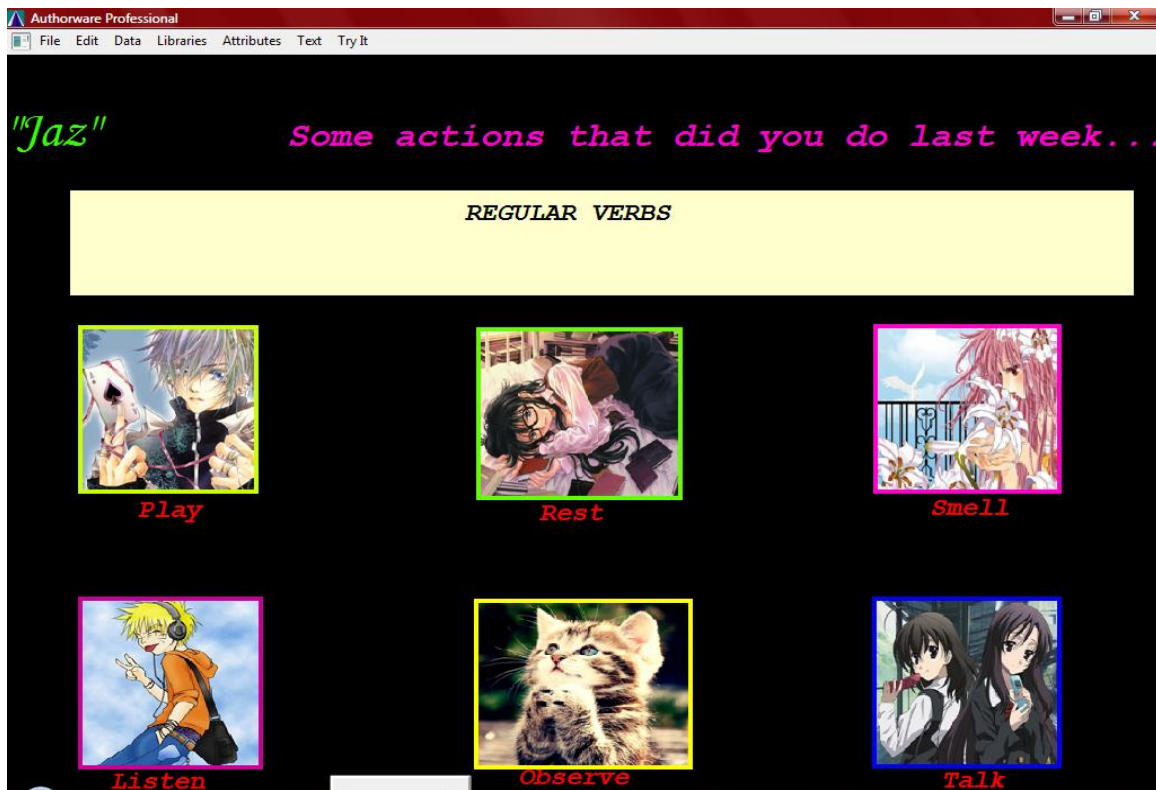 Authorware Professional
File Edit Data Libraries Attributes Text Try It
"Jaz"
Some actions that did you do last week...
REGULAR VERBS
Play
Rest
Smell
Listen
Observe
Talk